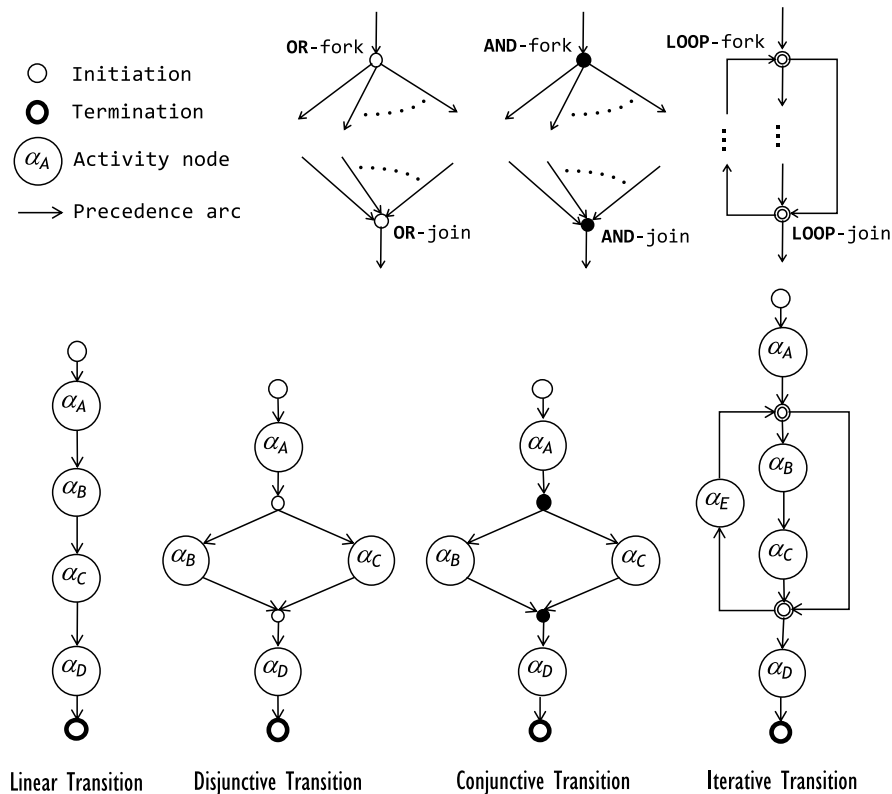 OR-fork
AND-fork
LOOP-fork
Initiation
Termination
αA Activity node
Precedence arc
OR-join
AND-join
LOOP-join
αA
αB
αC
αD
αA
αB
αC
αD
αA
αB
αC
αD
αA
αB
αE
αC
αD
Linear Transition
Disjunctive Transition
Conjunctive Transition
Iterative Transition